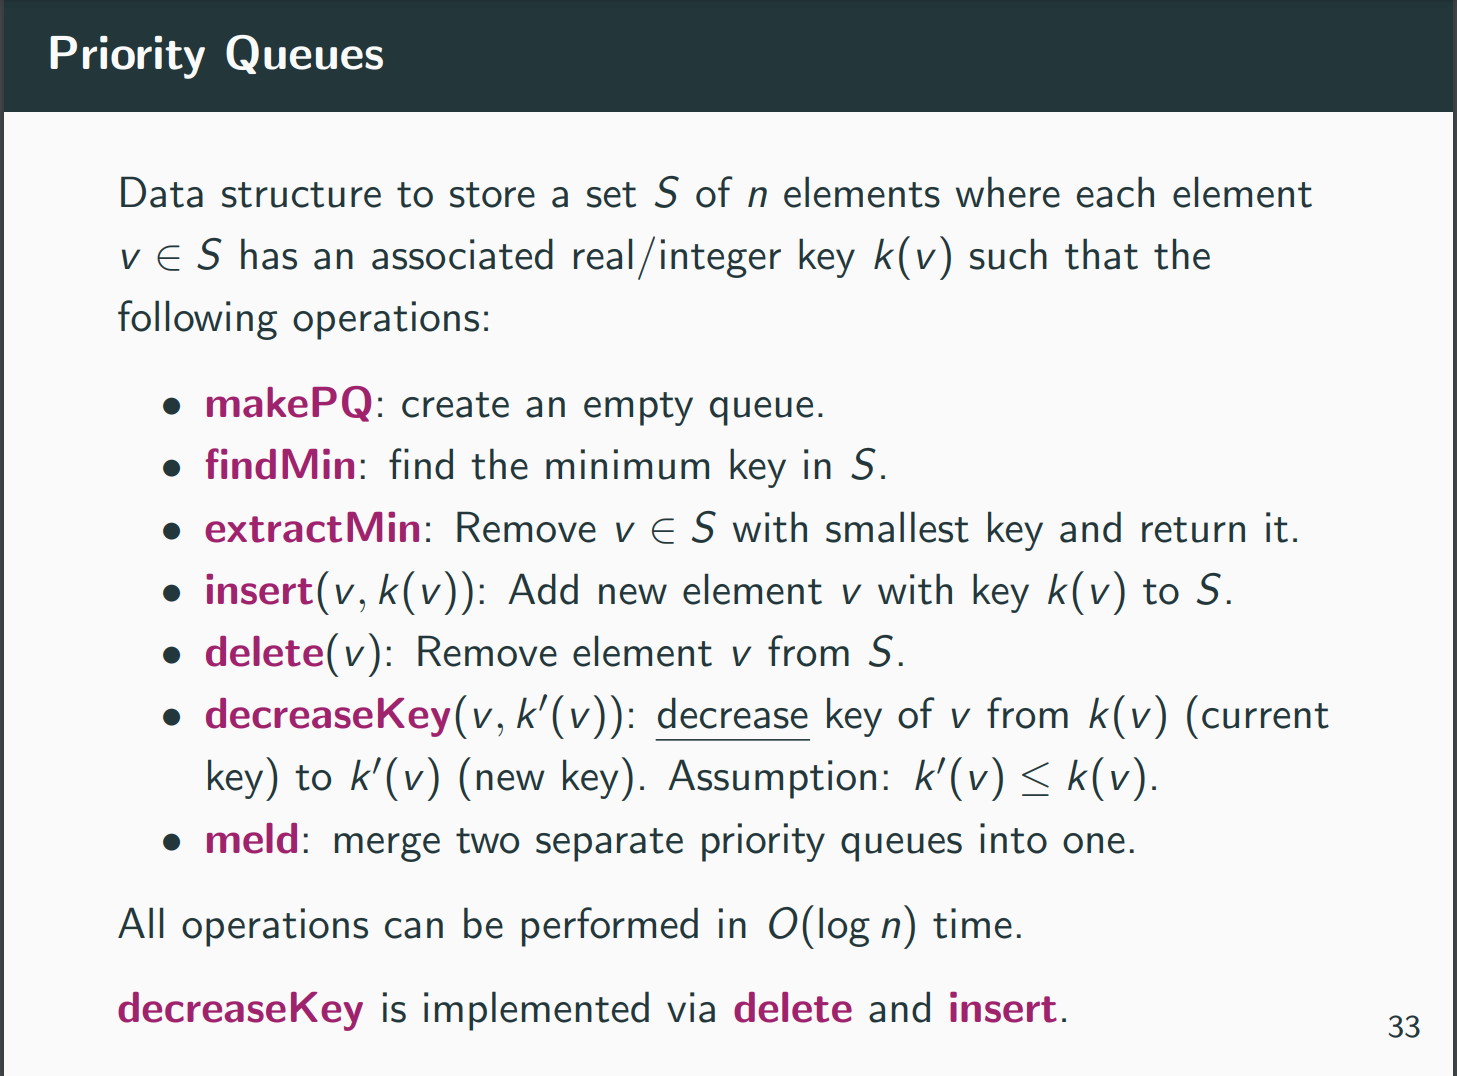 Priority Queues
Data structure to store a set S of n elements where each element
v ∈ S has an associated real/integer key k(v) such that the
following operations:
• makePQ: create an empty queue.
• findMin: find the minimum key in S.
• extractMin: Remove v ∈ S with smallest key and return it.
• insert(v, k(v)): Add new element v with key k(v) to S.
• delete(v): Remove element v from S.
• decreaseKey(v, k′(v)): decrease key of v from k(v) (current
key) to k′(v) (new key). Assumption: k′(v) ≤ k(v).
• meld: merge two separate priority queues into one.
All operations can be performed in O(log n) time.
decreaseKey is implemented via delete and insert.
33